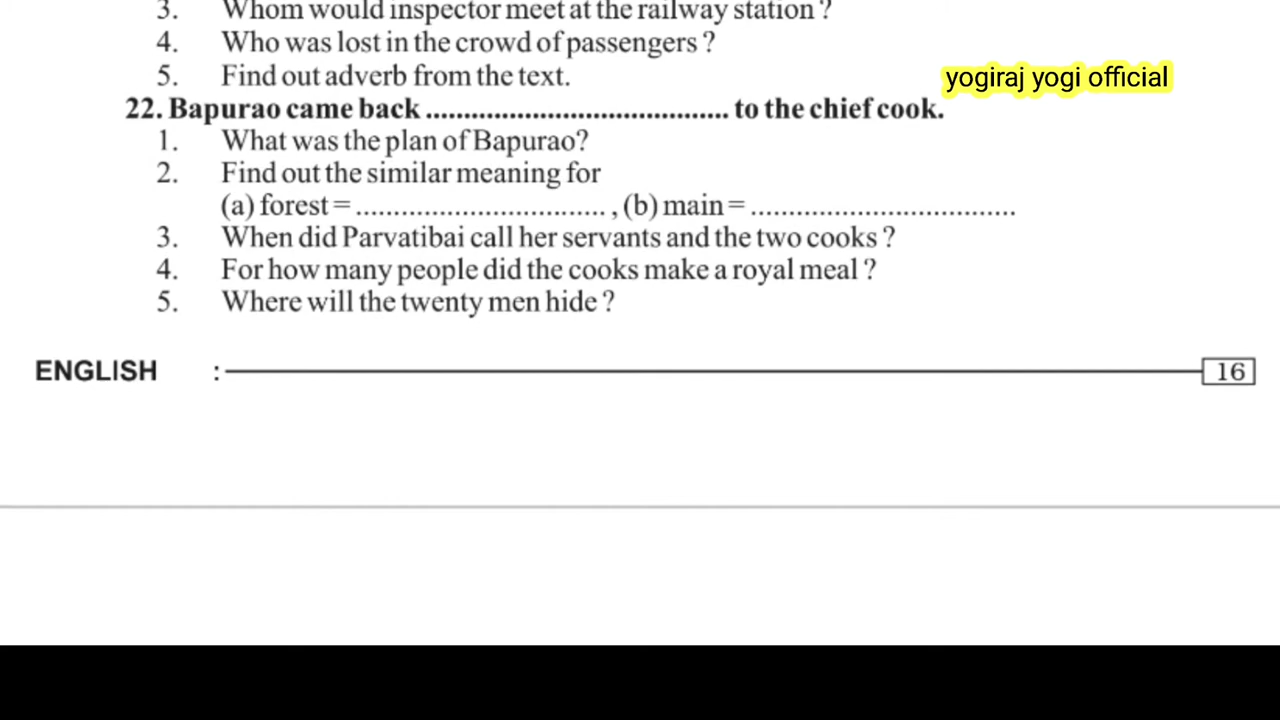 3. Whom would inspector meet at the railway station ?
4. Who was lost in the crowd of passengers ?
5. Find out adverb from the text.
yogiraj yogi official
22. Bapurao came back ........................................ to the chief cook.
1. What was the plan of Bapurao?
2. Find out the similar meaning for
(a) forest = ................................. , (b) main = ...................................
3. When did Parvatibai call her servants and the two cooks ?
4. For how many people did the cooks make a royal meal ?
5. Where will the twenty men hide ?
ENGLISH : 16